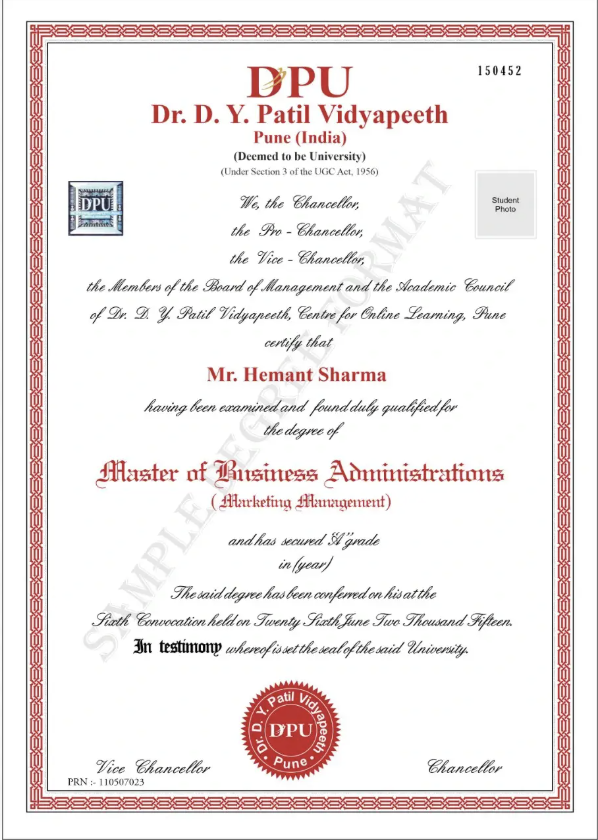 150452
DPU
Dr. D. Y. Patil Vidyapeeth
Pune (India)
(Deemed to be University)
(Under Section 3 of the UGC Act, 1956)
DPU
Student
Photo
We, the Chancellor,
the Pro - Chancellor,
the Vice - Chancellor,
the Members of the Board of Management and the Academic Council
of Dr. D. Y. Patil Vidyapeeth, Centre for Online Learning, Pune
certify that
Mr. Hemant Sharma
having been examined and found duly qualified for
the degree of
Master of Business Administrations
( Marketing Management)
and has secured "A" grade
in (year)
The said degree has been conferred on his at the
Sixth Convocation held on Twenty Sixth June Two Thousand Fifteen.
In testimony whereof is set the seal of the said University.
SAMPLE DEGREE FORMAT
Dr. D. Y. Patil Vidyapeeth
DPU
Pune
Vice Chancellor
Chancellor
PRN :- 110507023